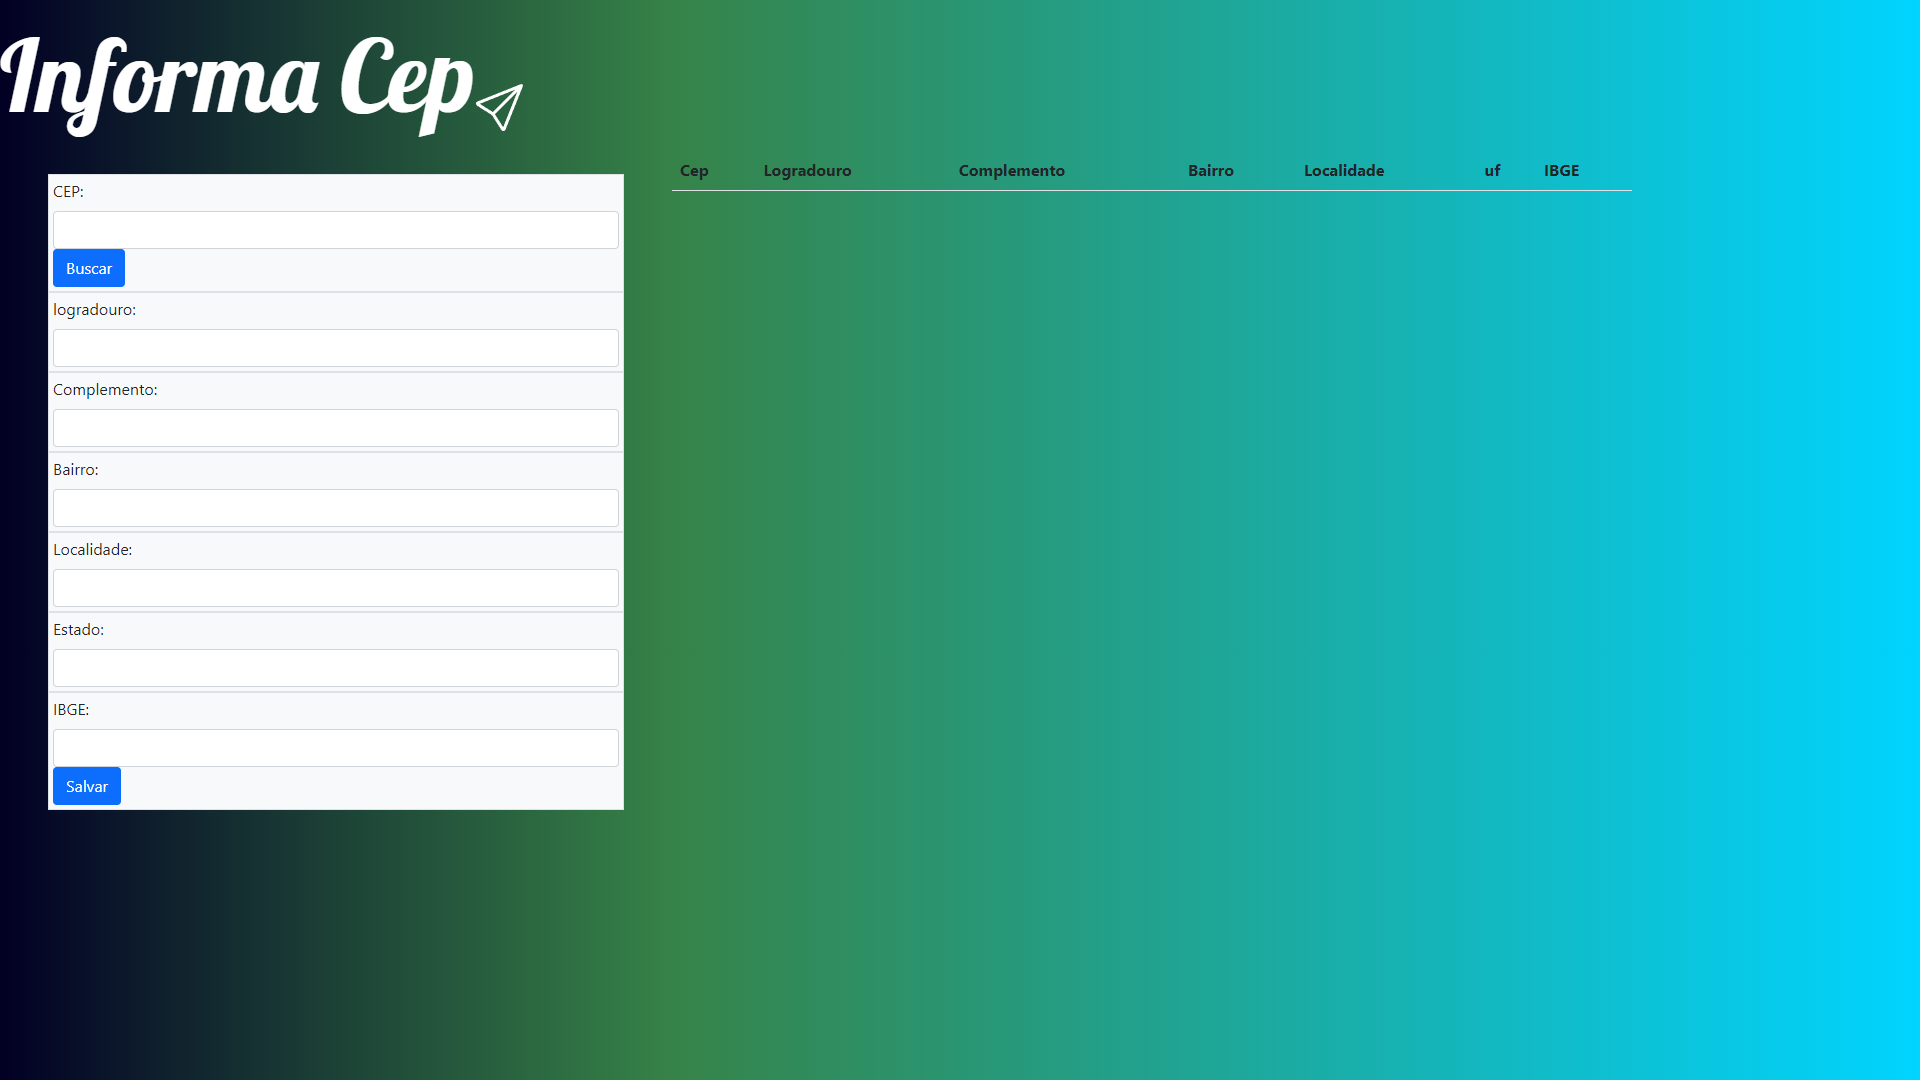 Informa Cep
CEP:
Buscar
logradouro:
Complemento:
Bairro:
Localidade:
Estado:
IBGE:
Salvar
Cep Logradouro Complemento Bairro Localidade uf IBGE